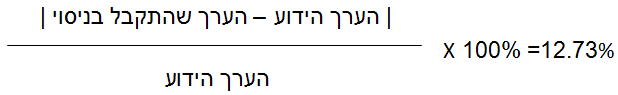 | הערך הידוע – הערך שהתקבל בניסוי |
X 100% =12.73%
הערך הידוע